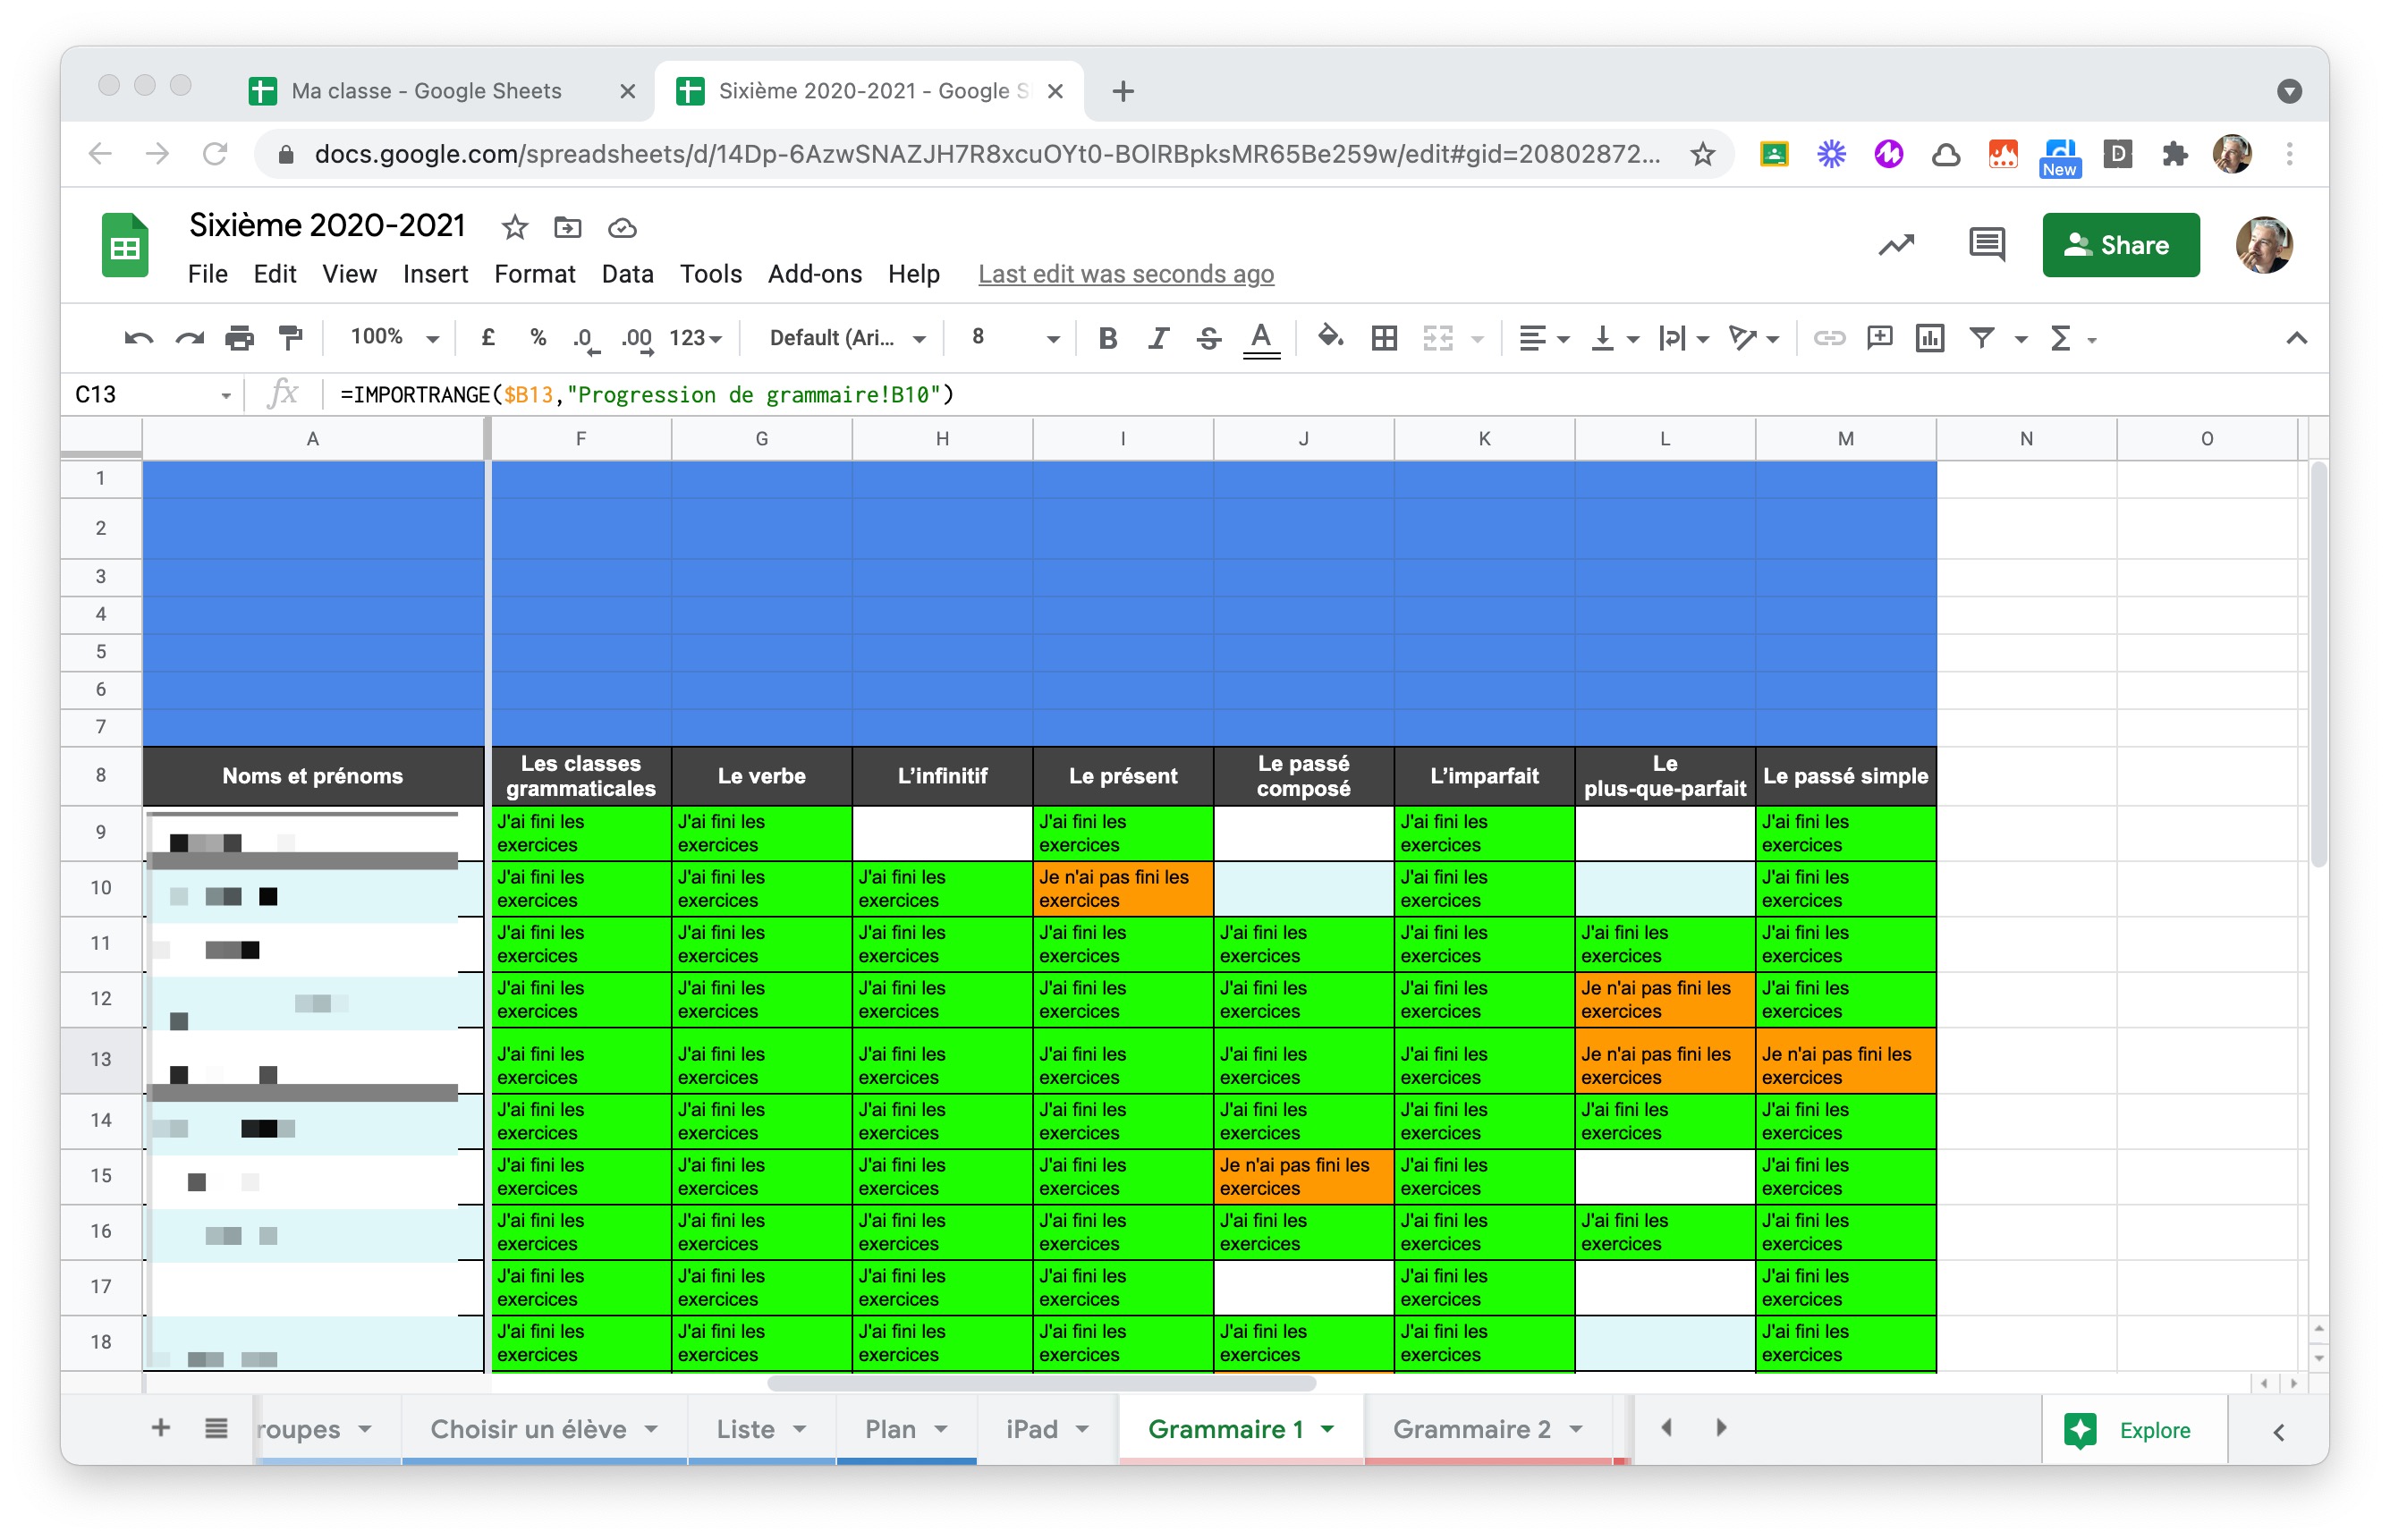 Ma classe - Google Sheets
Sixième 2020-2021 - Google S
docs.google.com/spreadsheets/d/14Dp-6AzwSNAZJH7R8xcuOYt0-BOlRBpksMR65Be259w/edit#gid=20802872...
New
D
Sixième 2020-2021
File Edit View Insert Format Data Tools Add-ons Help Last edit was seconds ago
Share
100% £ % .0 .00 123 Default (Ari... 8 B I S A Σ
C13 fx =IMPORTRANGE($B13,"Progression de grammaire!B10")
A F G H I J K L M N O
1
2
3
4
5
6
7
8 Noms et prénoms Les classes grammaticales Le verbe L’infinitif Le présent Le passé composé L’imparfait Le plus-que-parfait Le passé simple
9 J'ai fini les exercices J'ai fini les exercices J'ai fini les exercices J'ai fini les exercices J'ai fini les exercices
10 J'ai fini les exercices J'ai fini les exercices J'ai fini les exercices Je n'ai pas fini les exercices J'ai fini les exercices J'ai fini les exercices
11 J'ai fini les exercices J'ai fini les exercices J'ai fini les exercices J'ai fini les exercices J'ai fini les exercices J'ai fini les exercices J'ai fini les exercices J'ai fini les exercices
12 J'ai fini les exercices J'ai fini les exercices J'ai fini les exercices J'ai fini les exercices J'ai fini les exercices J'ai fini les exercices Je n'ai pas fini les exercices J'ai fini les exercices
13 J'ai fini les exercices J'ai fini les exercices J'ai fini les exercices J'ai fini les exercices J'ai fini les exercices J'ai fini les exercices Je n'ai pas fini les exercices Je n'ai pas fini les exercices
14 J'ai fini les exercices J'ai fini les exercices J'ai fini les exercices J'ai fini les exercices J'ai fini les exercices J'ai fini les exercices J'ai fini les exercices J'ai fini les exercices
15 J'ai fini les exercices J'ai fini les exercices J'ai fini les exercices J'ai fini les exercices Je n'ai pas fini les exercices J'ai fini les exercices J'ai fini les exercices
16 J'ai fini les exercices J'ai fini les exercices J'ai fini les exercices J'ai fini les exercices J'ai fini les exercices J'ai fini les exercices J'ai fini les exercices J'ai fini les exercices
17 J'ai fini les exercices J'ai fini les exercices J'ai fini les exercices J'ai fini les exercices J'ai fini les exercices J'ai fini les exercices
18 J'ai fini les exercices J'ai fini les exercices J'ai fini les exercices J'ai fini les exercices J'ai fini les exercices J'ai fini les exercices J'ai fini les exercices
roupes Choisir un élève Liste Plan iPad Grammaire 1 Grammaire 2 Explore